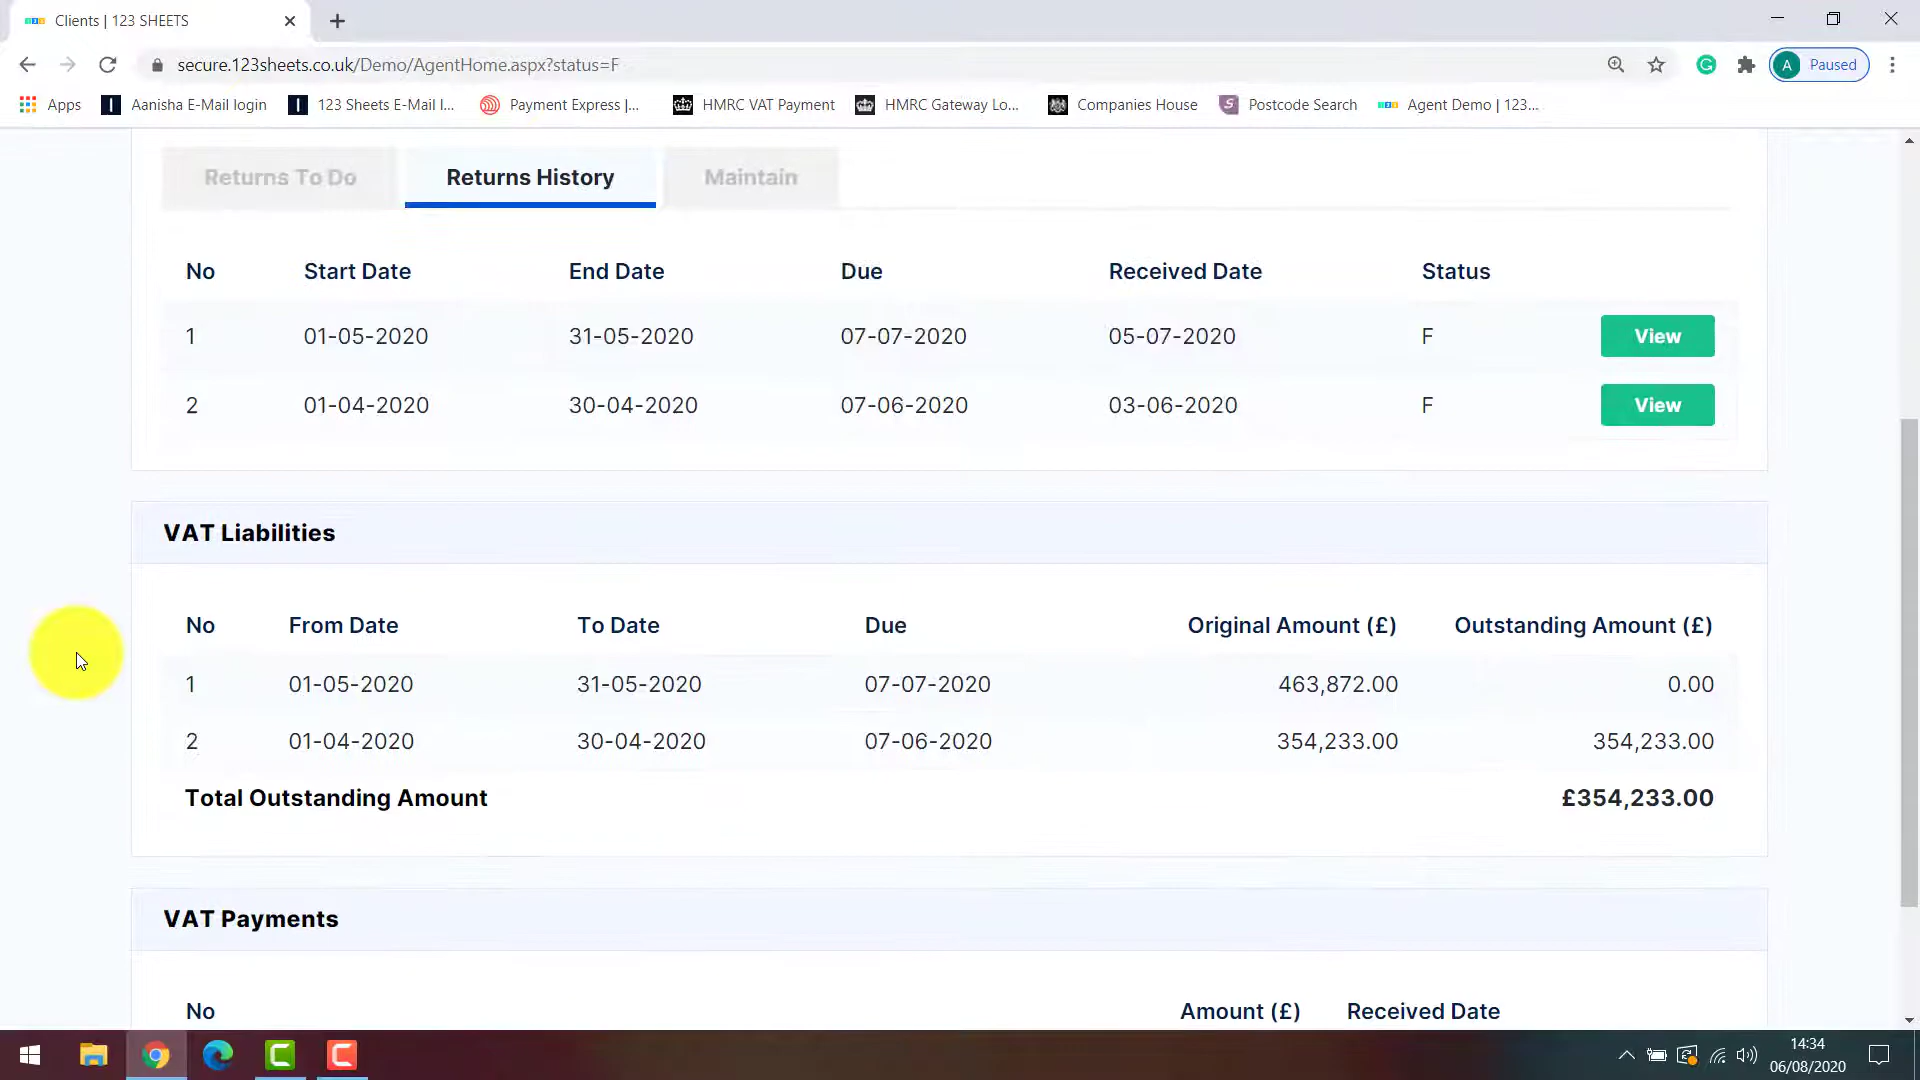 Clients | 123 SHEETS
secure.123sheets.co.uk/Demo/AgentHome.aspx?status=F
A Paused
Apps Aanisha E-Mail login 123 Sheets E-Mail l... Payment Express |... HMRC VAT Payment HMRC Gateway Lo... Companies House S Postcode Search Agent Demo | 123...
Returns To Do Returns History Maintain
No Start Date End Date Due Received Date Status
1 01-05-2020 31-05-2020 07-07-2020 05-07-2020 F View
2 01-04-2020 30-04-2020 07-06-2020 03-06-2020 F View
VAT Liabilities
No From Date To Date Due Original Amount (£) Outstanding Amount (£)
1 01-05-2020 31-05-2020 07-07-2020 463,872.00 0.00
2 01-04-2020 30-04-2020 07-06-2020 354,233.00 354,233.00
Total Outstanding Amount £354,233.00
VAT Payments
No Amount (£) Received Date
14:34
06/08/2020